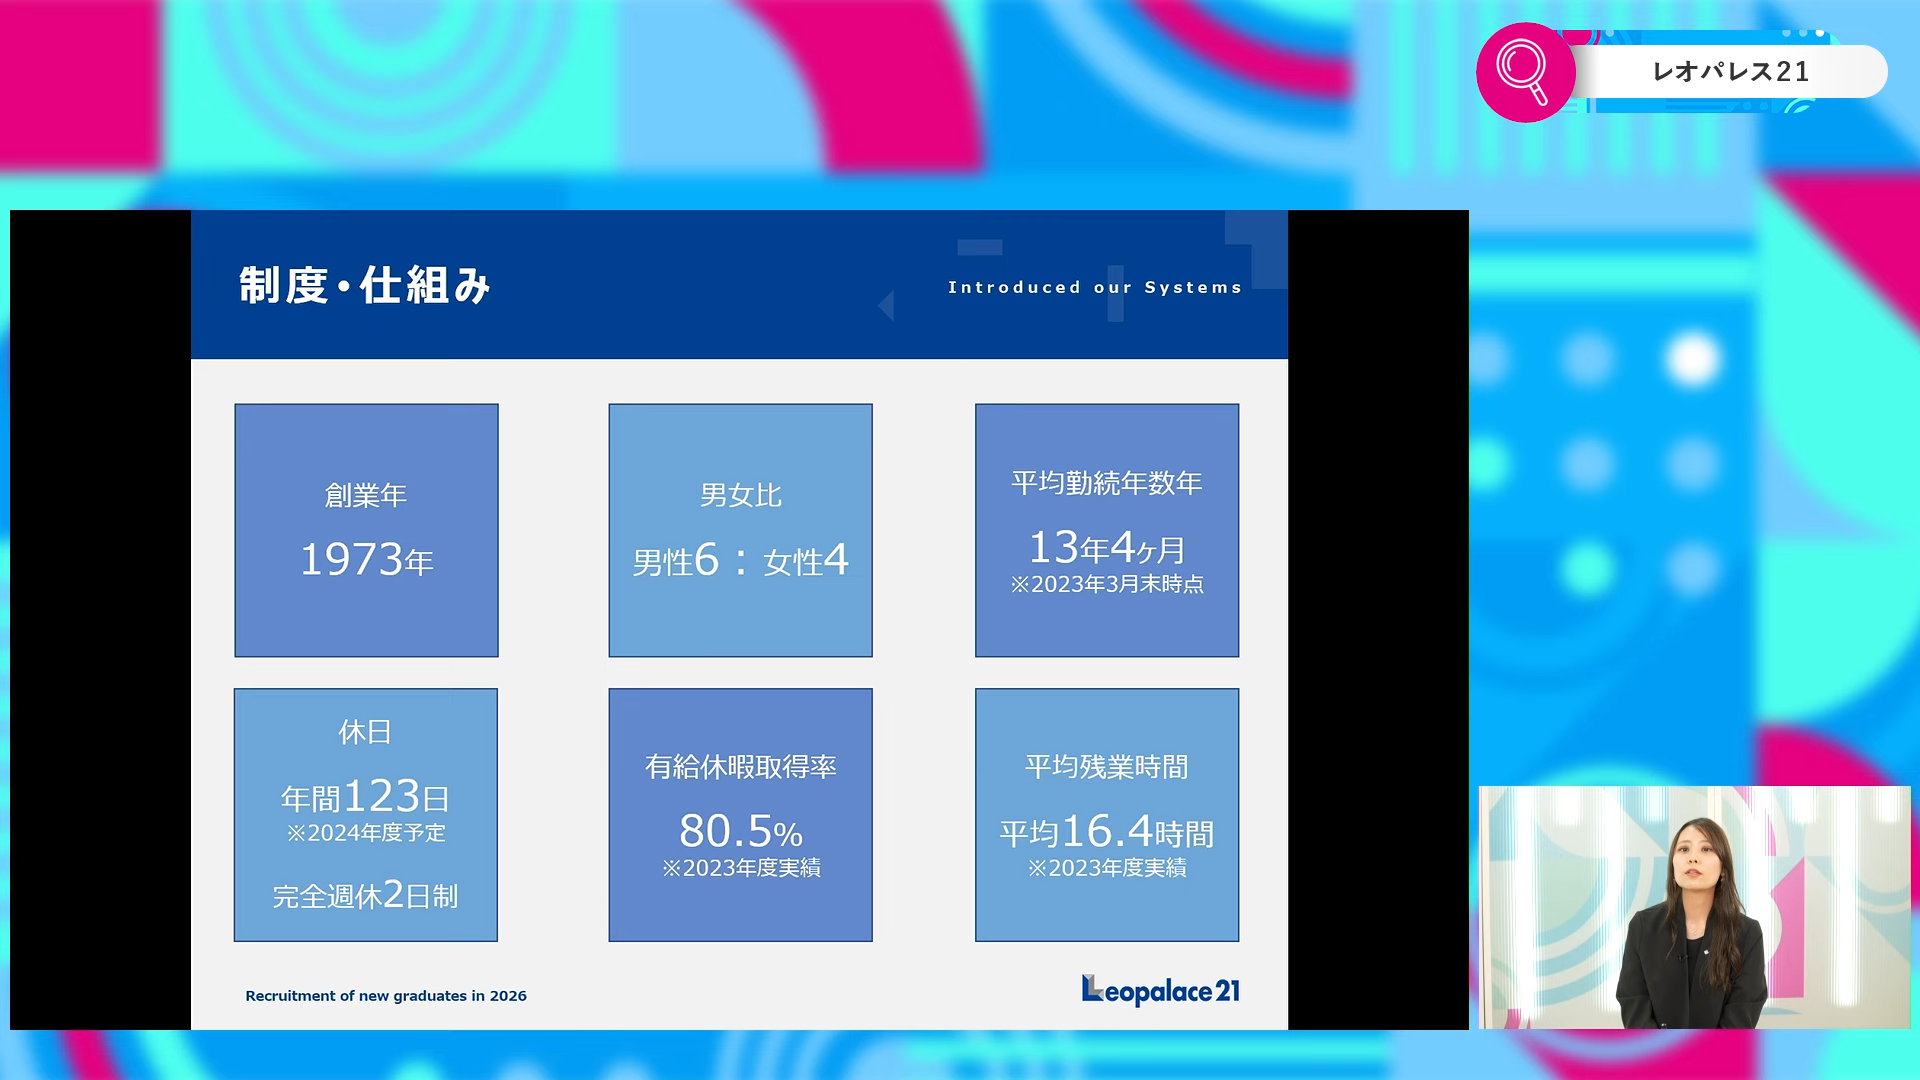 レオパレス21
制度・仕組み
Introduced our Systems
創業年
1973年
男女比
男性6：女性4
平均勤続年数年
13年4ヶ月
※2023年3月末時点
休日
年間123日
※2024年度予定
完全週休2日制
有給休暇取得率
80.5%
※2023年度実績
平均残業時間
平均16.4時間
※2023年度実績
Recruitment of new graduates in 2026
Leopalace21